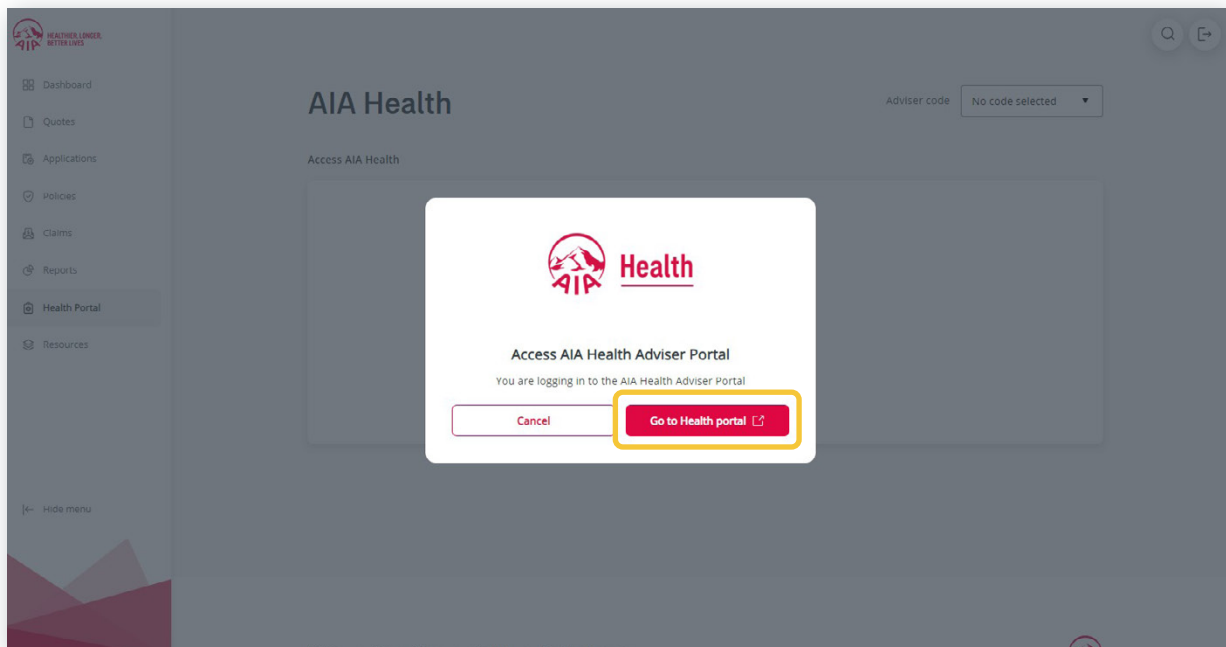 HEALTHIER, LONGER,
BETTER LIVES
AIA
Dashboard
Quotes
Applications
Policies
Claims
Reports
Health Portal
Resources
Hide menu
AIA Health
Adviser code
No code selected
Access AIA Health
AIA
Health
Access AIA Health Adviser Portal
You are logging in to the AIA Health Adviser Portal
Cancel
Go to Health portal